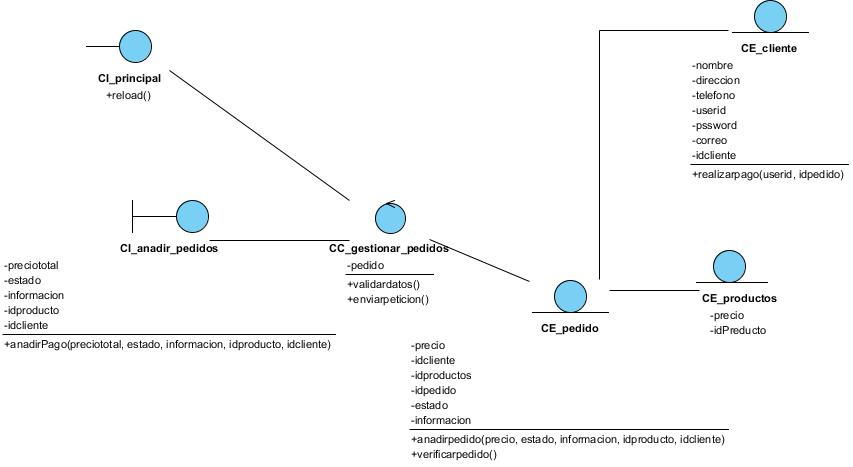 CI_principal
+reload()
CI_anadir_pedidos
-preciototal
-estado
-informacion
-idproducto
-idcliente
+anadirPago(preciototal, estado, informacion, idproducto, idcliente)
CC_gestionar_pedidos
-pedido
+validardatos()
+enviarpeticion()
CE_cliente
-nombre
-direccion
-telefono
-userid
-pssword
-correo
-idcliente
+realizarpago(userid, idpedido)
CE_productos
-precio
-idPreducto
CE_pedido
-precio
-idcliente
-idproductos
-idpedido
-estado
-informacion
+anadirpedido(precio, estado, informacion, idproducto, idcliente)
+verificarpedido()